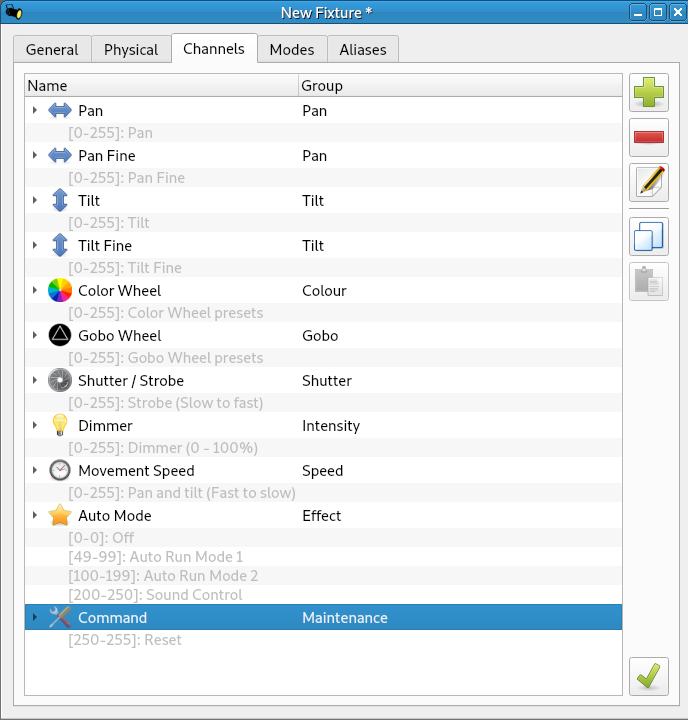 New Fixture *
General Physical Channels Modes Aliases
Name Group
Pan Pan
[0-255]: Pan
Pan Fine Pan
[0-255]: Pan Fine
Tilt Tilt
[0-255]: Tilt
Tilt Fine Tilt
[0-255]: Tilt Fine
Color Wheel Colour
[0-255]: Color Wheel presets
Gobo Wheel Gobo
[0-255]: Gobo Wheel presets
Shutter / Strobe Shutter
[0-255]: Strobe (Slow to fast)
Dimmer Intensity
[0-255]: Dimmer (0 - 100%)
Movement Speed Speed
[0-255]: Pan and tilt (Fast to slow)
Auto Mode Effect
[0-0]: Off
[49-99]: Auto Run Mode 1
[100-199]: Auto Run Mode 2
[200-250]: Sound Control
Command Maintenance
[250-255]: Reset